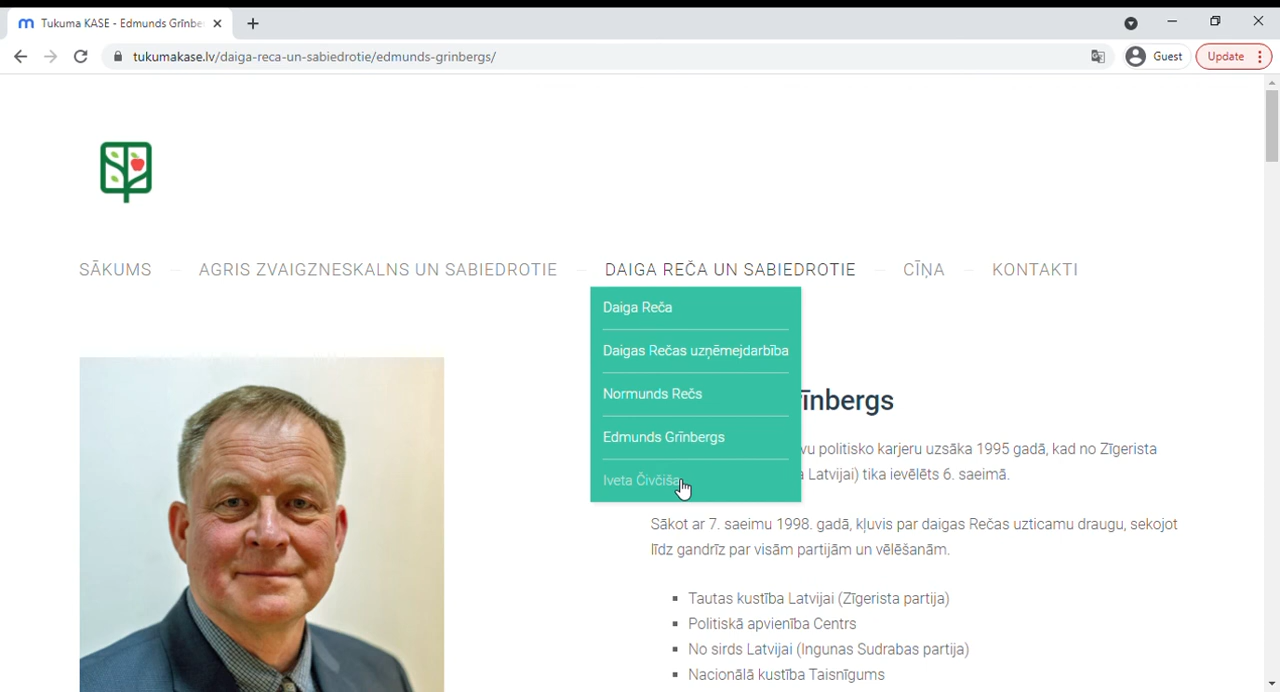 Tukuma KASE - Edmunds Grīnbe
tukumakase.lv/daiga-reca-un-sabiedrotie/edmunds-grinbergs/
Guest
Update
SĀKUMS
AGRIS ZVAIGZNESKALNS UN SABIEDROTIE
DAIGA REČA UN SABIEDROTIE
CĪŅA
KONTAKTI
Daiga Reča
Daigas Rečas uzņēmejdarbība
Normunds Rečs
Edmunds Grīnbergs
Iveta Čivčiša
īnbergs
vu politisko karjeru uzsāka 1995 gadā, kad no Zīgerista
Latvijai) tika ievēlēts 6. saeimā.
Sākot ar 7. saeimu 1998. gadā, kļuvis par daigas Rečas uzticamu draugu, sekojot
līdz gandrīz par visām partijām un vēlēšanām.
▪ Tautas kustība Latvijai (Zīgerista partija)
▪ Politiskā apvienība Centrs
▪ No sirds Latvijai (Ingunas Sudrabas partija)
▪ Nacionālā kustība Taisnīgums